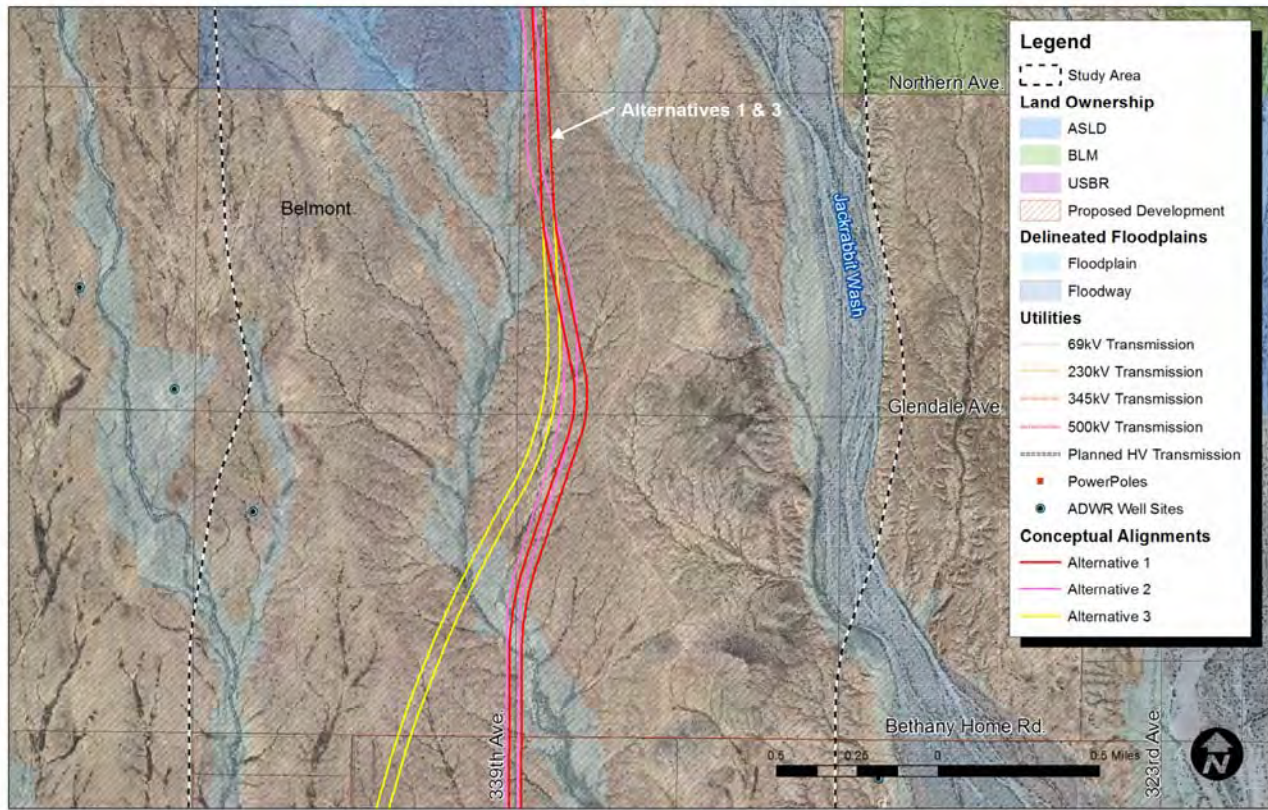 Northern Ave.
Alternatives 1 & 3
Belmont
Jackrabbit Wash
Glendale Ave.
Bethany Home Rd.
339th Ave.
323rd Ave.
0.5 0.25 0 0.5 Miles
N
Legend
Study Area
Land Ownership
ASLD
BLM
USBR
Proposed Development
Delineated Floodplains
Floodplain
Floodway
Utilities
69kV Transmission
230kV Transmission
345kV Transmission
500kV Transmission
Planned HV Transmission
PowerPoles
ADWR Well Sites
Conceptual Alignments
Alternative 1
Alternative 2
Alternative 3